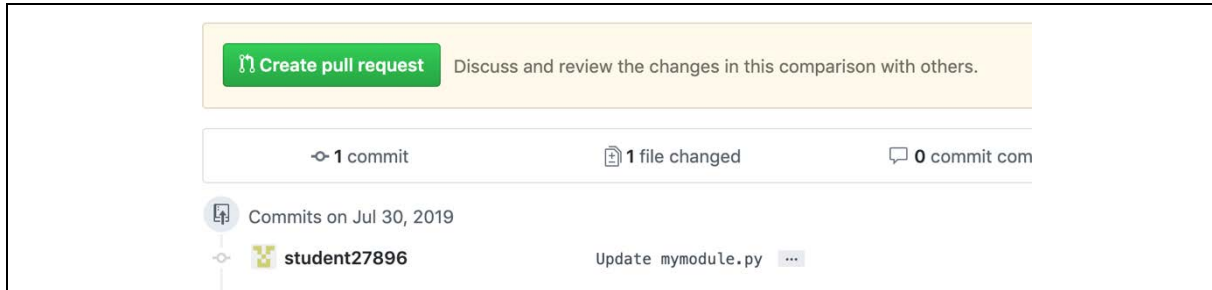 Create pull request Discuss and review the changes in this comparison with others.
1 commit 1 file changed 0 commit com
Commits on Jul 30, 2019
student27896 Update mymodule.py ...